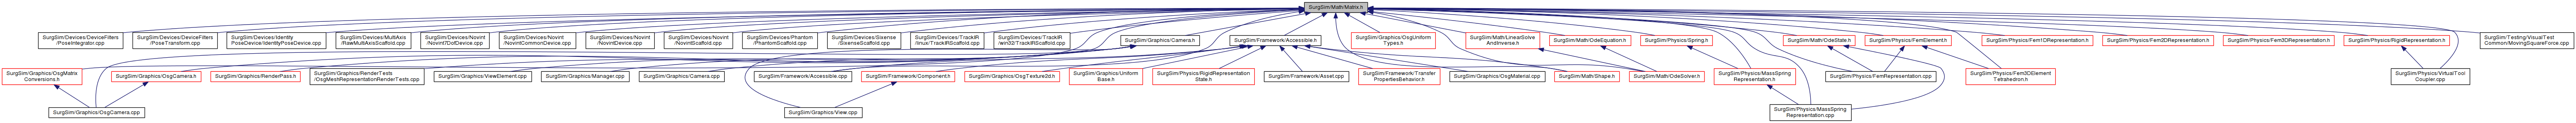 SurgSim/Math/Matrix.h
SurgSim/Devices/DeviceFilters
/PoseIntegrator.cpp
SurgSim/Devices/DeviceFilters
/PoseTransform.cpp
SurgSim/Devices/Identity
PoseDevice/IdentityPoseDevice.cpp
SurgSim/Devices/MultiAxis
/RawMultiAxisScaffold.cpp
SurgSim/Devices/Novint
/Novint7DofDevice.cpp
SurgSim/Devices/Novint
/NovintCommonDevice.cpp
SurgSim/Devices/Novint
/NovintDevice.cpp
SurgSim/Devices/Novint
/NovintScaffold.cpp
SurgSim/Devices/Phantom
/PhantomScaffold.cpp
SurgSim/Devices/Sixense
/SixenseScaffold.cpp
SurgSim/Devices/TrackIR
/linux/TrackIRScaffold.cpp
SurgSim/Devices/TrackIR
/win32/TrackIRScaffold.cpp
SurgSim/Graphics/Camera.h
SurgSim/Framework/Accessible.h
SurgSim/Graphics/OsgUniform
Types.h
SurgSim/Math/LinearSolve
AndInverse.h
SurgSim/Math/OdeEquation.h
SurgSim/Physics/Spring.h
SurgSim/Math/OdeState.h
SurgSim/Physics/FemElement.h
SurgSim/Physics/Fem1DRepresentation.h
SurgSim/Physics/Fem2DRepresentation.h
SurgSim/Physics/Fem3DRepresentation.h
SurgSim/Physics/RigidRepresentation.h
SurgSim/Testing/VisualTest
Common/MovingSquareForce.cpp
SurgSim/Graphics/OsgMatrix
Conversions.h
SurgSim/Graphics/OsgCamera.h
SurgSim/Graphics/RenderPass.h
SurgSim/Graphics/RenderTests
/OsgMeshRepresentationRenderTests.cpp
SurgSim/Graphics/ViewElement.cpp
SurgSim/Graphics/Manager.cpp
SurgSim/Graphics/Camera.cpp
SurgSim/Framework/Accessible.cpp
SurgSim/Framework/Component.h
SurgSim/Graphics/OsgTexture2d.h
SurgSim/Graphics/Uniform
Base.h
SurgSim/Physics/RigidRepresentation
State.h
SurgSim/Framework/Asset.cpp
SurgSim/Framework/Transfer
PropertiesBehavior.h
SurgSim/Graphics/OsgMaterial.cpp
SurgSim/Math/Shape.h
SurgSim/Math/OdeSolver.h
SurgSim/Physics/MassSpring
Representation.h
SurgSim/Physics/FemRepresentation.cpp
SurgSim/Physics/Fem3DElement
Tetrahedron.h
SurgSim/Physics/VirtualTool
Coupler.cpp
SurgSim/Graphics/OsgCamera.cpp
SurgSim/Graphics/View.cpp
SurgSim/Physics/MassSpring
Representation.cpp